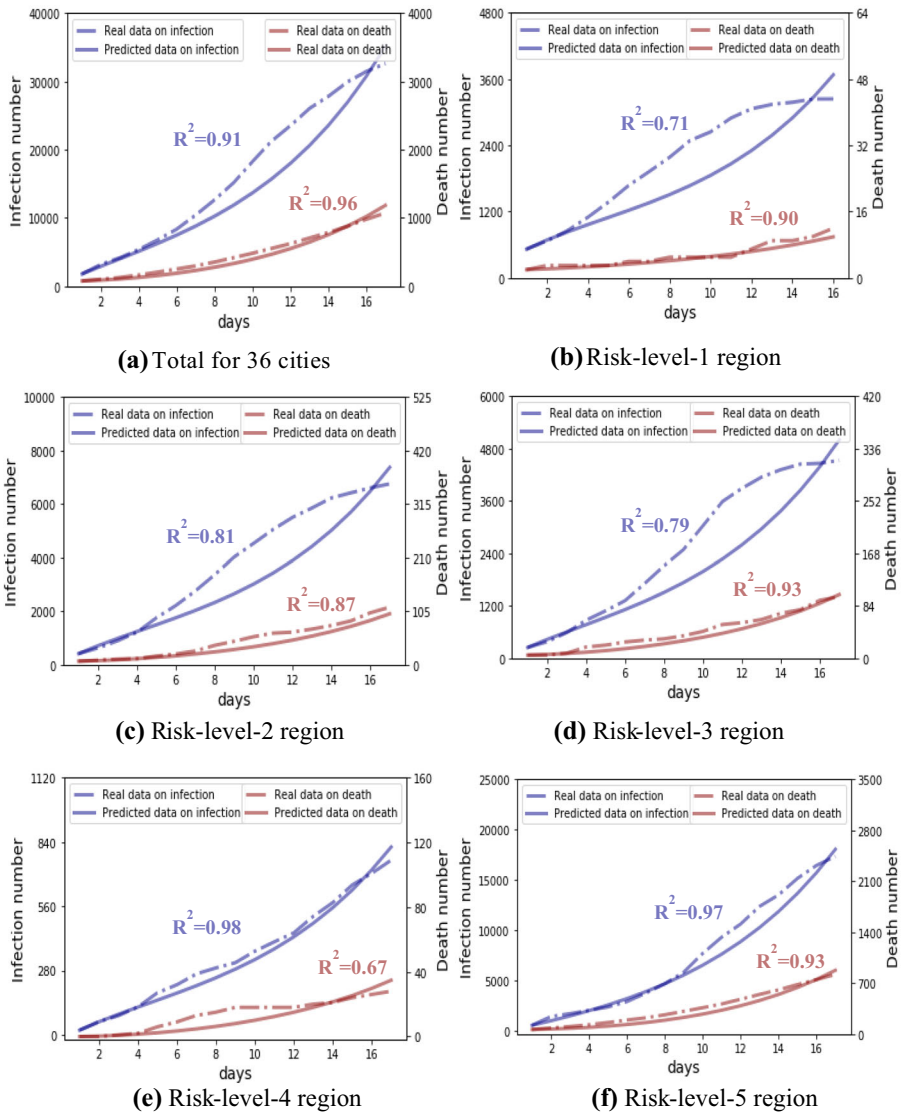 Real data on infection
Predicted data on infection
Real data on death
Real data on death
Infection number
Death number
40000
30000
20000
10000
0
4000
3000
2000
1000
0
R²=0.91
R²=0.96
2 4 6 8 10 12 14 16
days
(a) Total for 36 cities
Real data on infection
Predicted data on infection
Real data on death
Predicted data on death
Infection number
Death number
4800
3600
2400
1200
0
64
48
32
16
0
R²=0.71
R²=0.90
2 4 6 8 10 12 14 16
days
(b) Risk-level-1 region
Real data on infection
Predicted data on infection
Real data on death
Predicted data on death
Infection number
Death number
10000
8000
6000
4000
2000
0
525
420
315
210
105
0
R²=0.81
R²=0.87
2 4 6 8 10 12 14 16
days
(c) Risk-level-2 region
Real data on infection
Predicted data on infection
Real data on death
Predicted data on death
Infection number
Death number
6000
4800
3600
2400
1200
0
420
336
252
168
84
0
R²=0.79
R²=0.93
2 4 6 8 10 12 14 16
days
(d) Risk-level-3 region
Real data on infection
Predicted data on infection
Real data on death
Predicted data on death
Infection number
Death number
1120
840
560
280
0
160
120
80
40
0
R²=0.98
R²=0.67
2 4 6 8 10 12 14 16
days
(e) Risk-level-4 region
Real data on infection
Predicted data on infection
Real data on death
Predicted data on death
Infection number
Death number
25000
20000
15000
10000
5000
0
3500
2800
2100
1400
700
0
R²=0.97
R²=0.93
2 4 6 8 10 12 14 16
days
(f) Risk-level-5 region